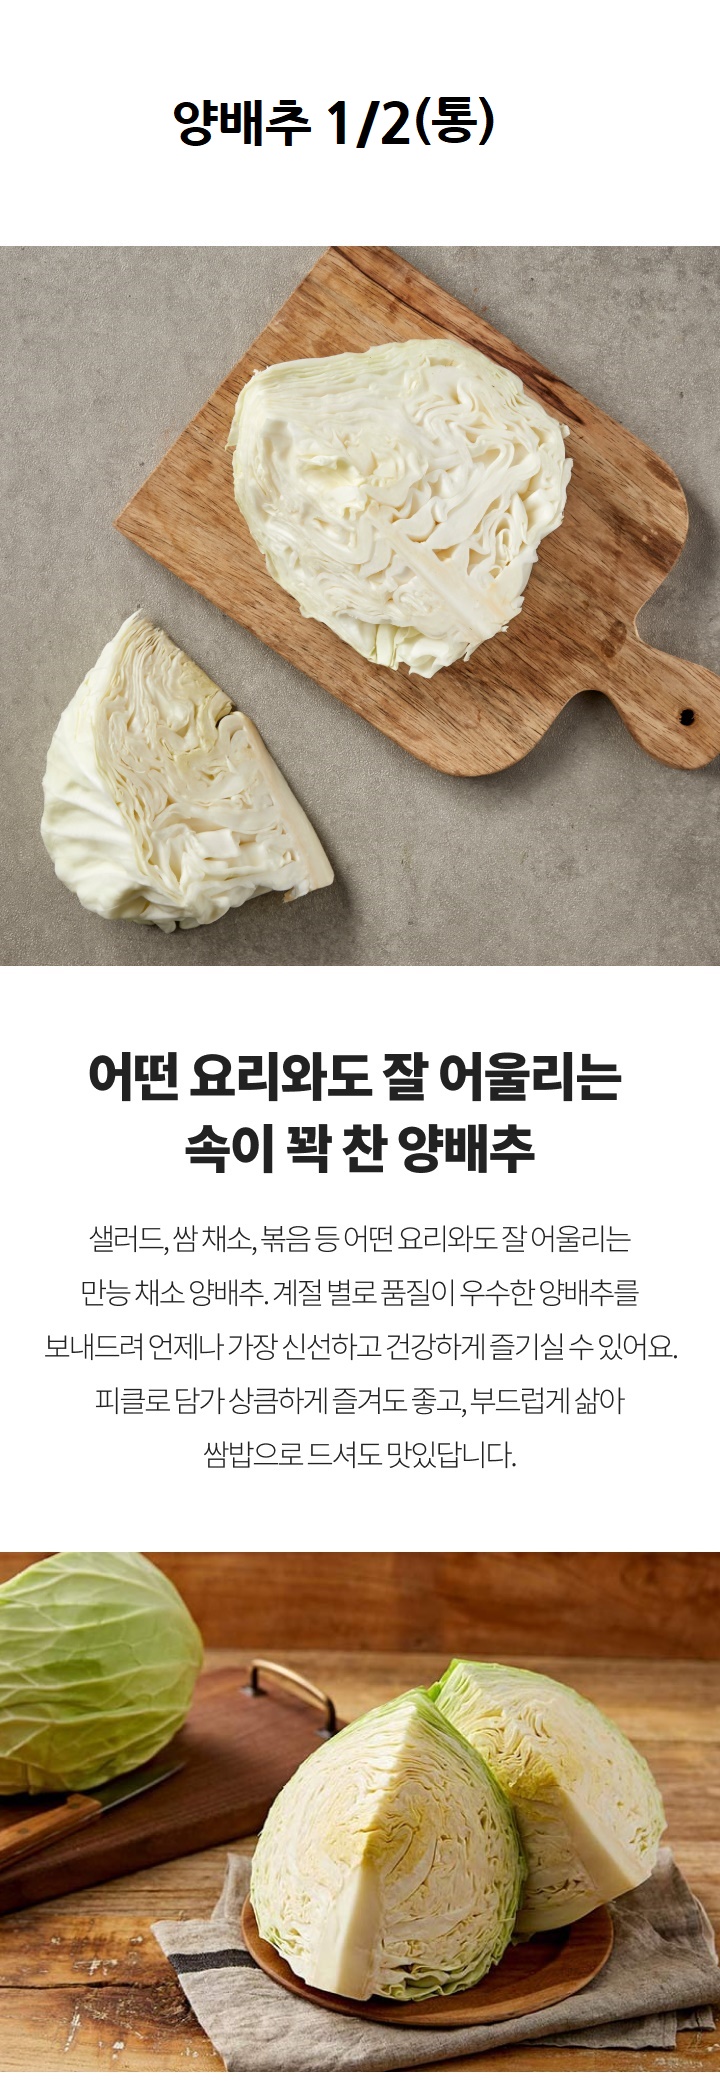 양배추 1/2(통)
어떤 요리와도 잘 어울리는
속이 꽉 찬 양배추
샐러드, 쌈 채소, 볶음 등 어떤 요리와도 잘 어울리는
만능 채소 양배추. 계절 별로 품질이 우수한 양배추를
보내드려 언제나 가장 신선하고 건강하게 즐기실 수 있어요.
피클로 담가 상큼하게 즐겨도 좋고, 부드럽게 삶아
쌈밥으로 드셔도 맛있답니다.